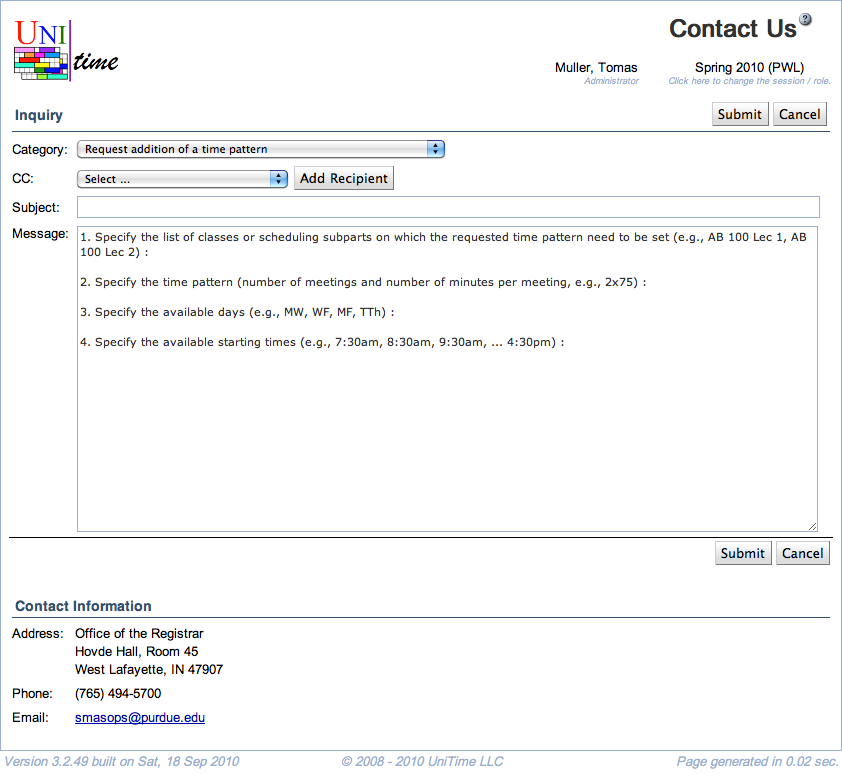 UNI time
Contact Us ?
Muller, Tomas Spring 2010 (PWL)
Administrator Click here to change the session / role.
Inquiry Submit Cancel
Category: Request addition of a time pattern
CC: Select ... Add Recipient
Subject:
Message: 1. Specify the list of classes or scheduling subparts on which the requested time pattern need to be set (e.g., AB 100 Lec 1, AB
100 Lec 2) :
2. Specify the time pattern (number of meetings and number of minutes per meeting, e.g., 2x75) :
3. Specify the available days (e.g., MW, WF, MF, TTh) :
4. Specify the available starting times (e.g., 7:30am, 8:30am, 9:30am, ... 4:30pm) :
Submit Cancel
Contact Information
Address: Office of the Registrar
Hovde Hall, Room 45
West Lafayette, IN 47907
Phone: (765) 494-5700
Email: smasops@purdue.edu
Version 3.2.49 built on Sat, 18 Sep 2010 © 2008 - 2010 UniTime LLC Page generated in 0.02 sec.